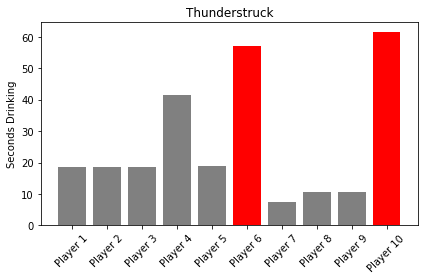 Thunderstruck
Seconds Drinking
60
50
40
30
20
10
0
Player 1
Player 2
Player 3
Player 4
Player 5
Player 6
Player 7
Player 8
Player 9
Player 10